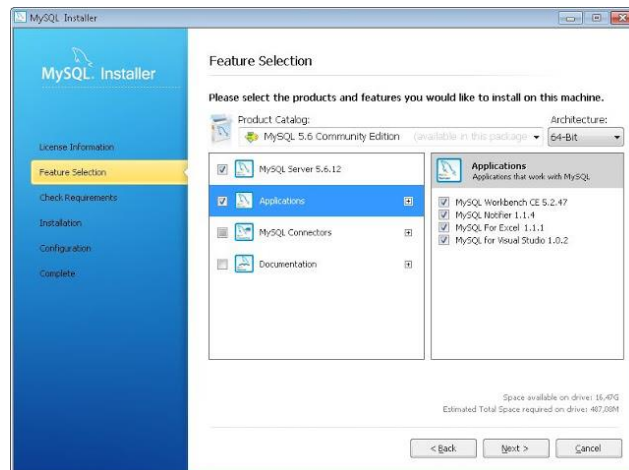 MySQL Installer
MySQL. Installer
License Information
Feature Selection
Check Requirements
Installation
Configuration
Complete
Feature Selection
Please select the products and features you would like to install on this machine.
Product Catalog:
Architecture:
MySQL 5.6 Community Edition (available in this package
64-Bit
MySQL Server 5.6.12
Applications
MySQL Connectors
Documentation
Applications
Applications that work with MySQL
MySQL Workbench CE 5.2.47
MySQL Notifier 1.1.4
MySQL For Excel 1.1.1
MySQL for Visual Studio 1.0.2
Space available on drive: 16,47G
Estimated Total Space required on drive: 487,08M
< Back
Next >
Cancel